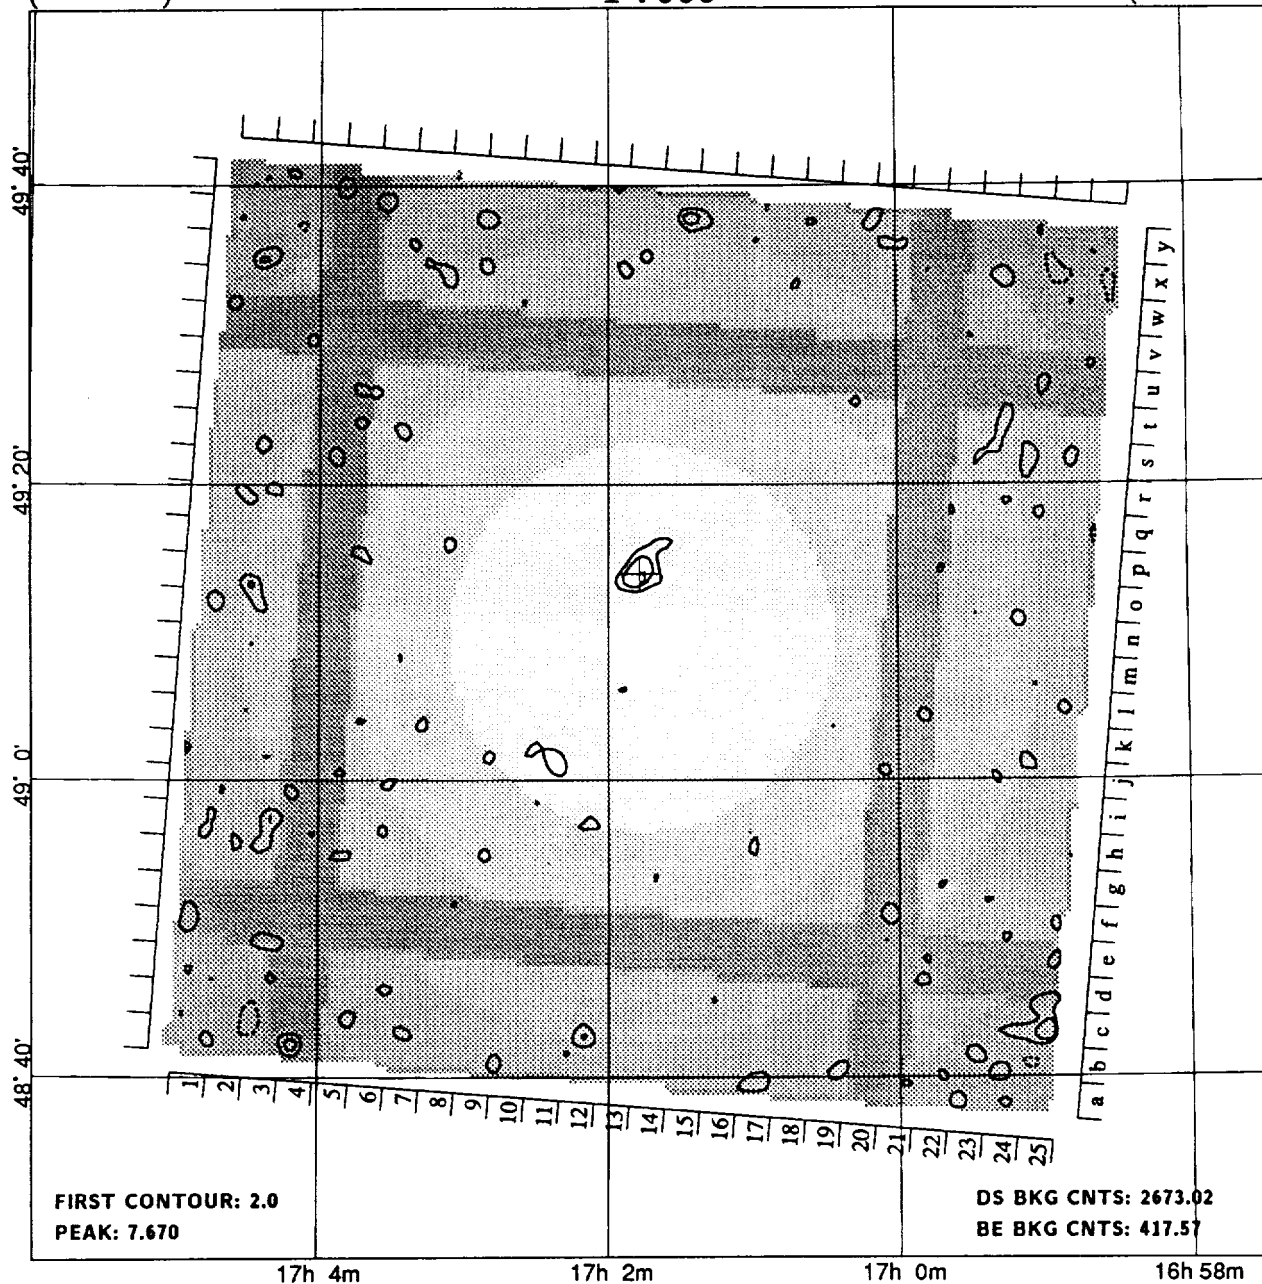 49° 40'
49° 20'
49° 0'
48° 40'
y
x
w
v
u
t
s
r
q
p
o
n
m
l
k
j
i
h
g
f
e
d
c
b
a
1 2 3 4 5 6 7 8 9 10 11 12 13 14 15 16 17 18 19 20 21 22 23 24 25
FIRST CONTOUR: 2.0
PEAK: 7.670
DS BKG CNTS: 2673.02
BE BKG CNTS: 417.57
17h 4m 17h 2m 17h 0m 16h 58m